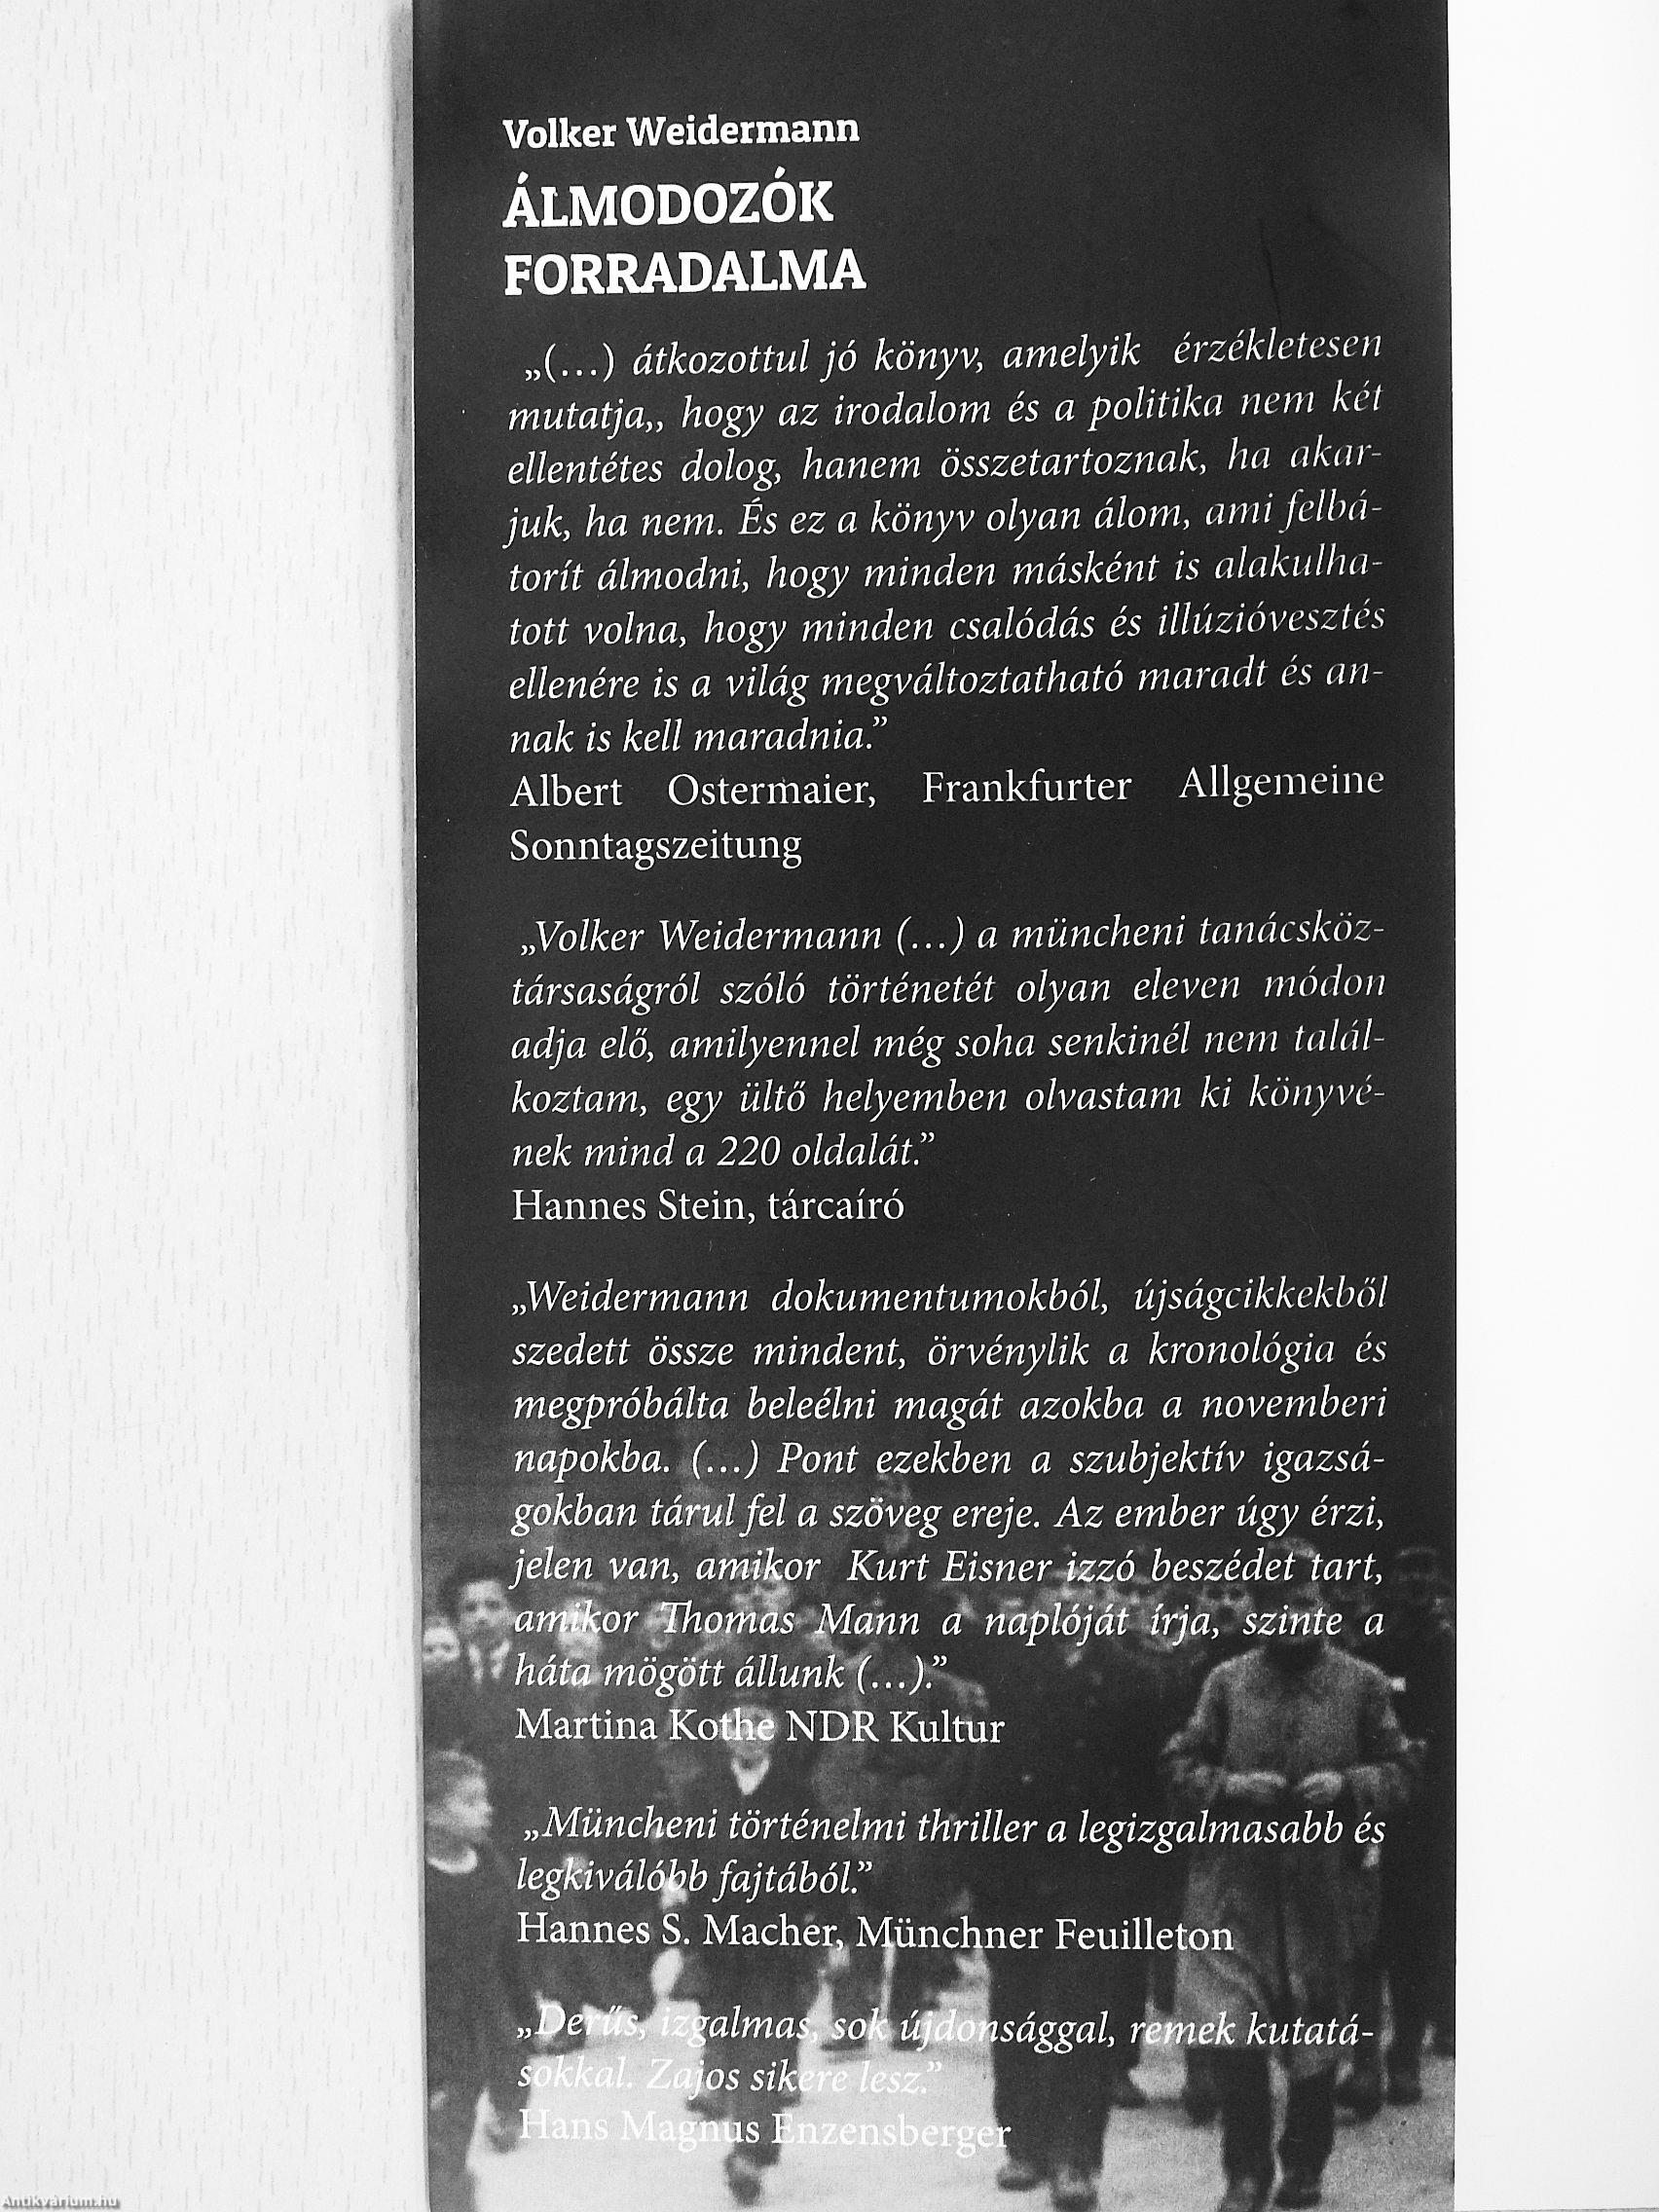 Volker Weidermann
ÁLMODOZÓK
FORRADALMA
„(…) átkozottul jó könyv, amelyik érzékletesen
mutatja,, hogy az irodalom és a politika nem két
ellentétes dolog, hanem összetartoznak, ha akar-
juk, ha nem. És ez a könyv olyan álom, ami felbá-
torít álmodni, hogy minden másként is alakulha-
tott volna, hogy minden csalódás és illúzióvesztés
ellenére is a világ megváltoztatható maradt és an-
nak is kell maradnia.”
Albert Ostermaier, Frankfurter Allgemeine
Sonntagszeitung
„Volker Weidermann (…) a müncheni tanácsköz-
társaságról szóló történetét olyan eleven módon
adja elő, amilyennel még soha senkinél nem talál-
koztam, egy ültő helyemben olvastam ki könyvé-
nek mind a 220 oldalát.”
Hannes Stein, tárcaíró
„Weidermann dokumentumokból, újságcikkekből
szedett össze mindent, örvénylik a kronológia és
megpróbálta beleélni magát azokba a novemberi
napokba. (…) Pont ezekben a szubjektív igazsá-
gokban tárul fel a szöveg ereje. Az ember úgy érzi,
jelen van, amikor Kurt Eisner izzó beszédet tart,
amikor Thomas Mann a naplóját írja, szinte a
háta mögött állunk (…).”
Martina Kothe NDR Kultur
„Müncheni történelmi thriller a legizgalmasabb és
legkiválóbb fajtából.”
Hannes S. Macher, Münchner Feuilleton
„Derűs, izgalmas, sok újdonsággal, remek kutatá-
sokkal. Zajos sikere lesz.”
Hans Magnus Enzensberger
Antikvárium.hu